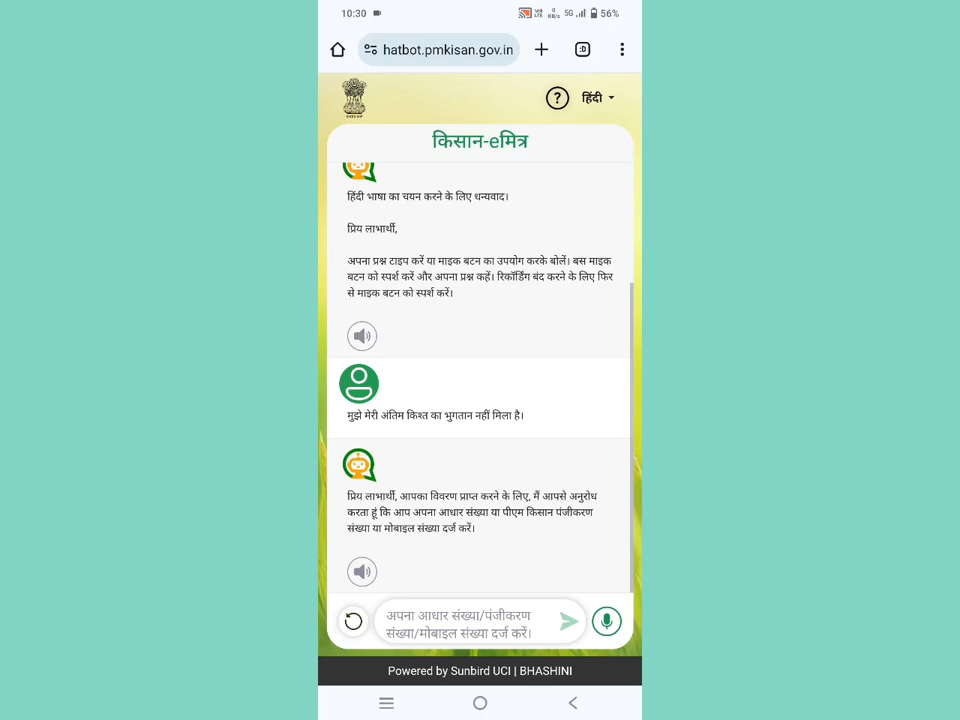 10:30
5G
56%
hatbot.pmkisan.gov.in
:D
?
हिंदी
किसान-eमित्र
हिंदी भाषा का चयन करने के लिए धन्यवाद।
प्रिय लाभार्थी,
अपना प्रश्न टाइप करें या माइक बटन का उपयोग करके बोलें। बस माइक
बटन को स्पर्श करें और अपना प्रश्न कहें। रिकॉर्डिंग बंद करने के लिए फिर
से माइक बटन को स्पर्श करें।
मुझे मेरी अंतिम किश्त का भुगतान नहीं मिला है।
प्रिय लाभार्थी, आपका विवरण प्राप्त करने के लिए, मैं आपसे अनुरोध
करता हूं कि आप अपना आधार संख्या या पीएम किसान पंजीकरण
संख्या या मोबाइल संख्या दर्ज करें।
अपना आधार संख्या/पंजीकरण
संख्या/मोबाइल संख्या दर्ज करें।
Powered by Sunbird UCI | BHASHINI